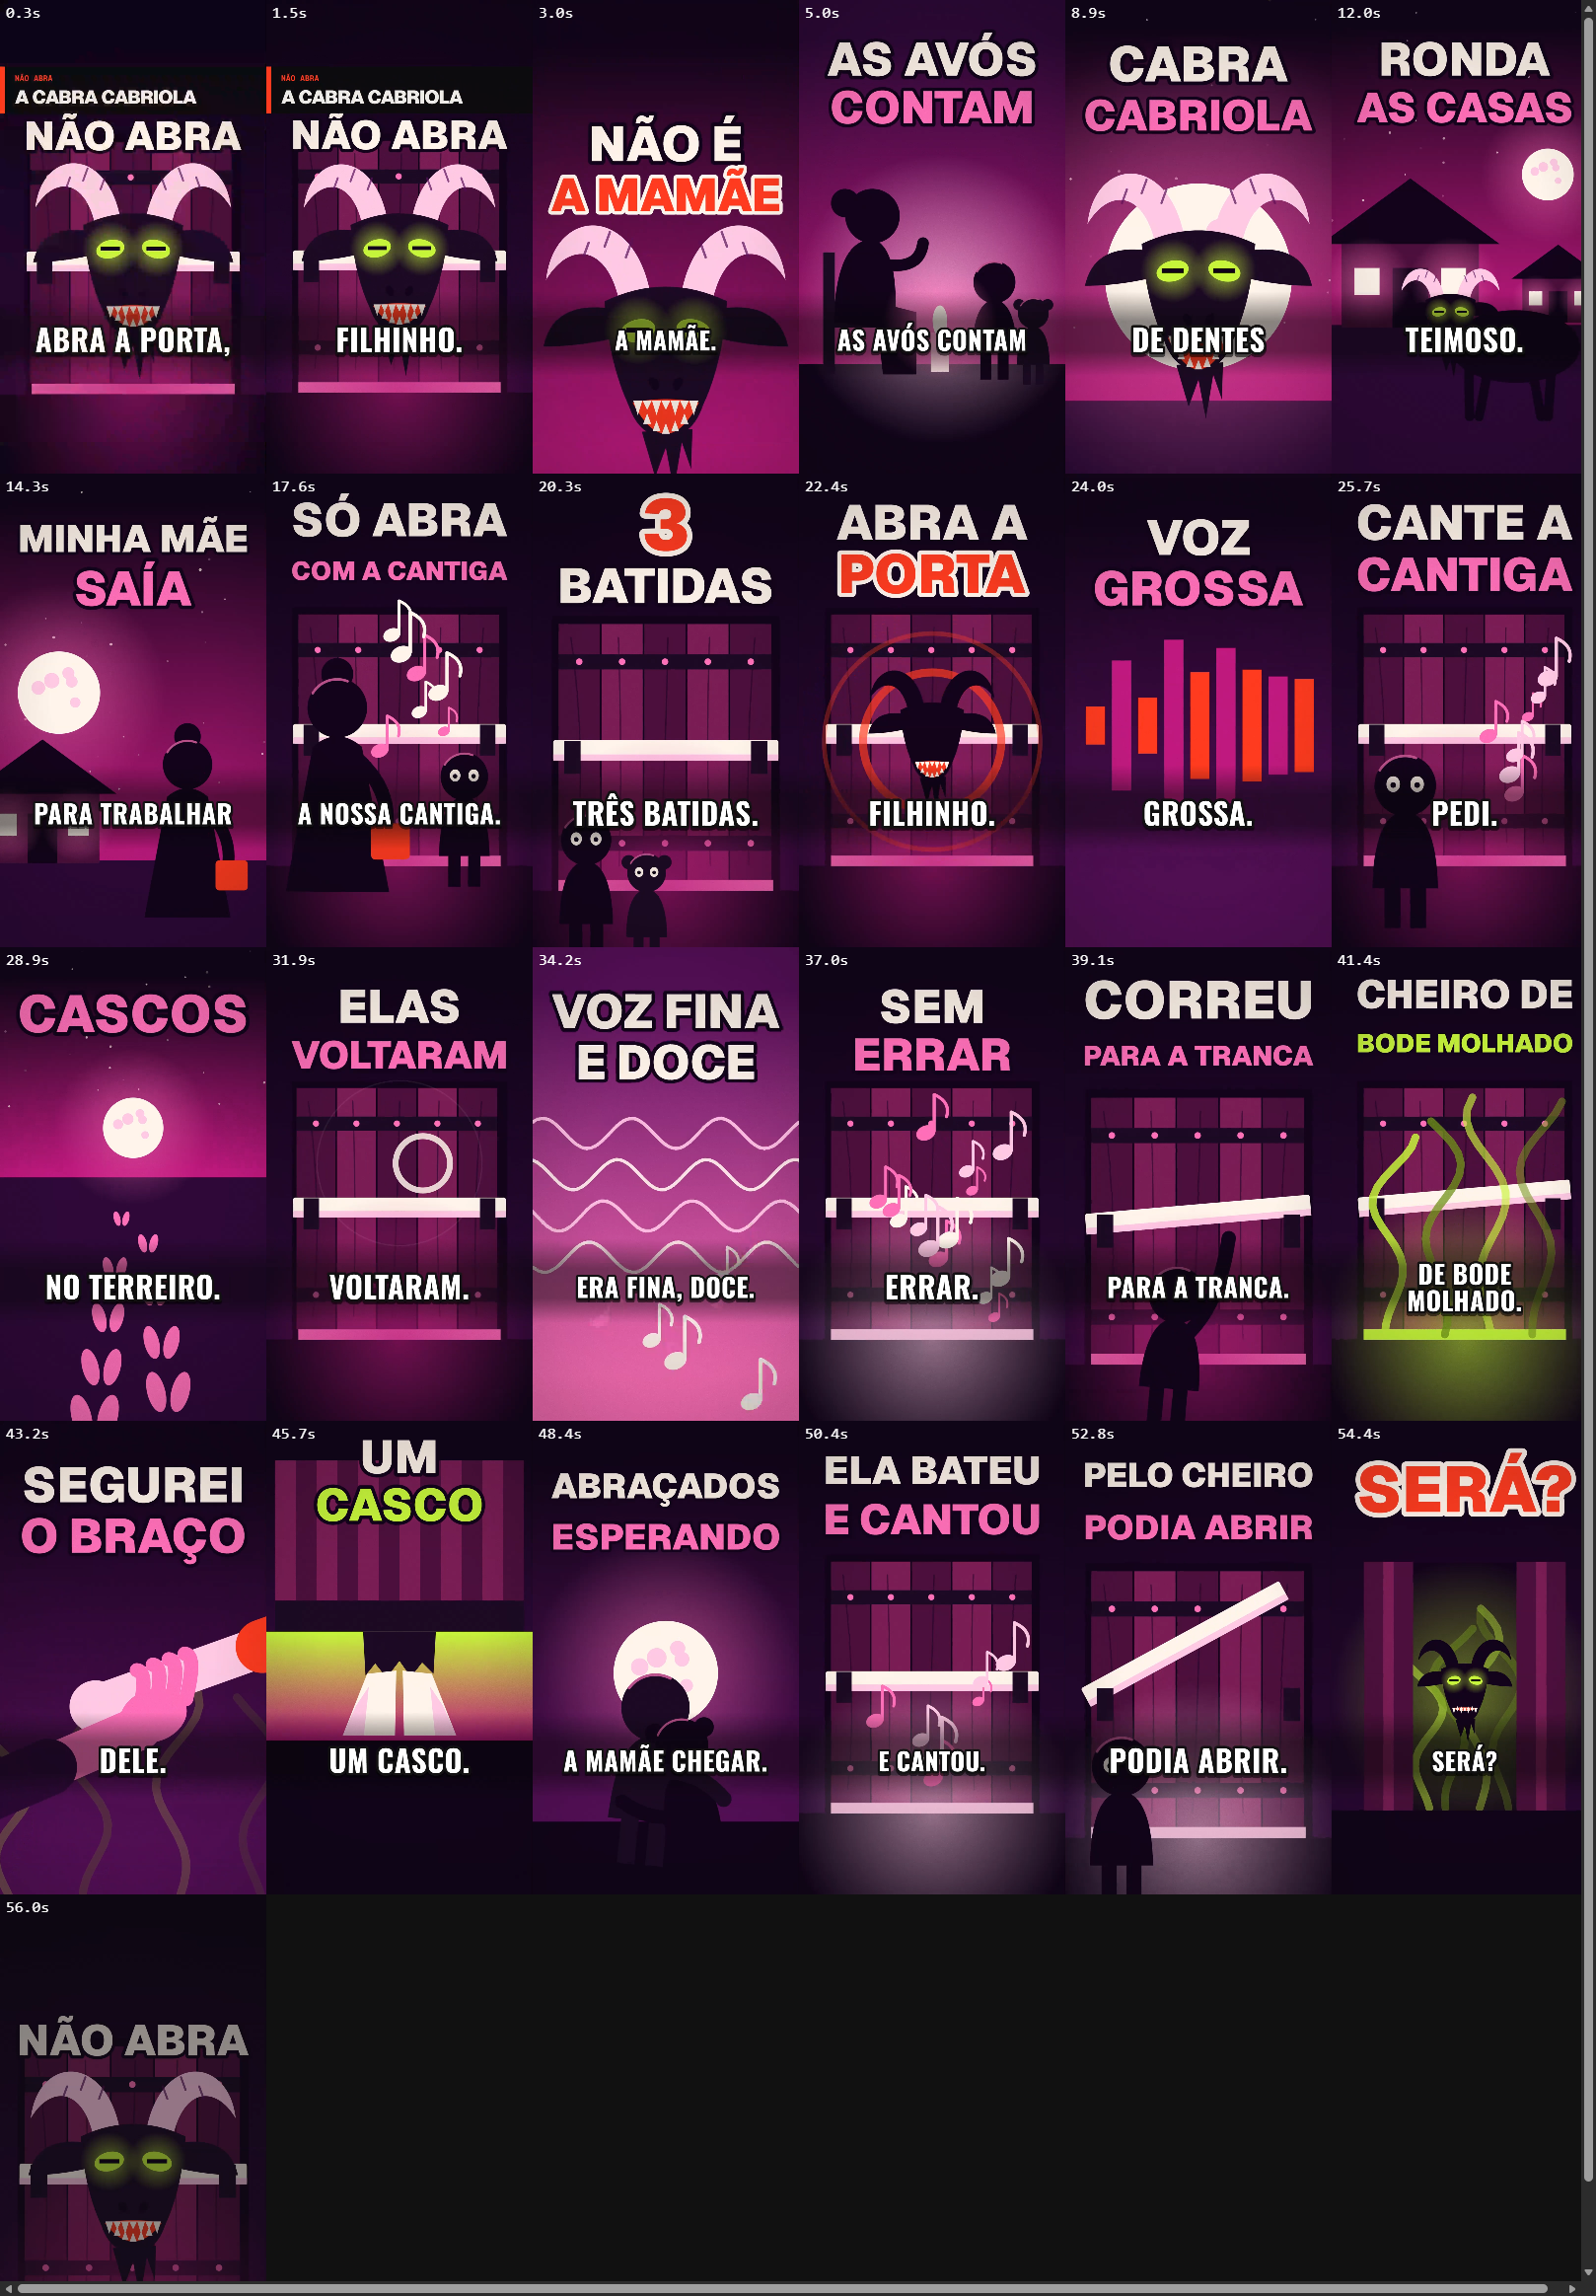 0.3s
NÃO ABRA
A CABRA CABRIOLA
NÃO ABRA
ABRA A PORTA,
1.5s
NÃO ABRA
A CABRA CABRIOLA
NÃO ABRA
FILHINHO.
3.0s
NÃO É
A MAMÃE
A MAMÃE.
5.0s
AS AVÓS
CONTAM
AS AVÓS CONTAM
8.9s
CABRA
CABRIOLA
DE DENTES
12.0s
RONDA
AS CASAS
TEIMOSO.
14.3s
MINHA MÃE
SAÍA
PARA TRABALHAR
17.6s
SÓ ABRA
COM A CANTIGA
A NOSSA CANTIGA.
20.3s
3
BATIDAS
TRÊS BATIDAS.
22.4s
ABRA A
PORTA
FILHINHO.
24.0s
VOZ
GROSSA
GROSSA.
25.7s
CANTE A
CANTIGA
PEDI.
28.9s
CASCOS
NO TERREIRO.
31.9s
ELAS
VOLTARAM
VOLTARAM.
34.2s
VOZ FINA
E DOCE
ERA FINA, DOCE.
37.0s
SEM
ERRAR
ERRAR.
39.1s
CORREU
PARA A TRANCA
PARA A TRANCA.
41.4s
CHEIRO DE
BODE MOLHADO
DE BODE
MOLHADO.
43.2s
SEGUREI
O BRAÇO
DELE.
45.7s
UM
CASCO
UM CASCO.
48.4s
ABRAÇADOS
ESPERANDO
A MAMÃE CHEGAR.
50.4s
ELA BATEU
E CANTOU
E CANTOU.
52.8s
PELO CHEIRO
PODIA ABRIR
PODIA ABRIR.
54.4s
SERÁ?
SERÁ?
56.0s
NÃO ABRA